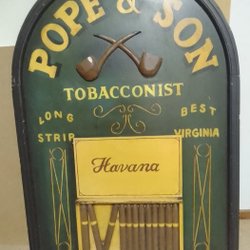 POPE & SON
TOBACCONIST
LONG BEST
STRIP VIRGINIA
Havana